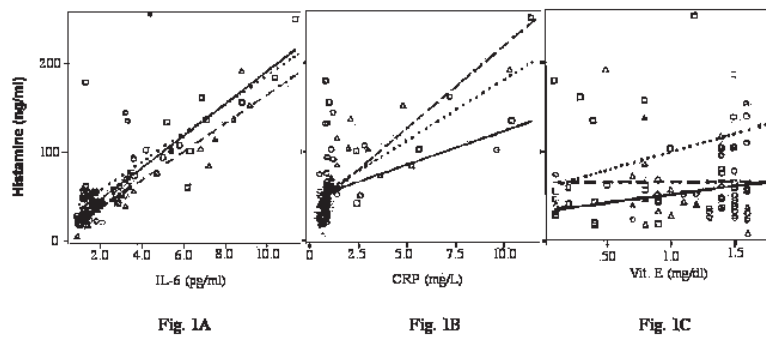 Histamine (ng/ml)
200
100
0
2.0 4.0 6.0 8.0 10.0
2.5 5.0 7.5 10.0
.50 1.0 1.5
IL-6 (pg/ml) CRP (mg/L) Vit. E (mg/dl)
Fig. 1A Fig. 1B Fig. 1C